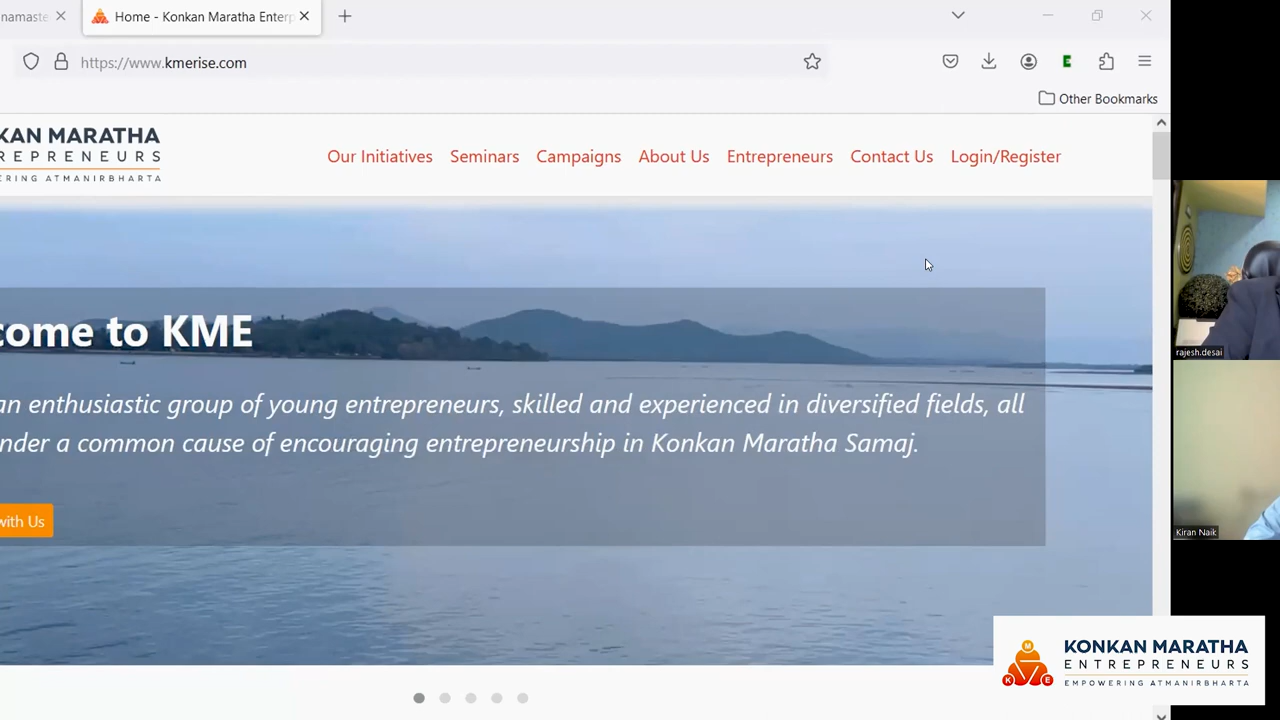 namaste
Home - Konkan Maratha Enterp
https://www.kmerise.com
Other Bookmarks
KAN MARATHA
REPRENEURS
ERING ATMANIRBHARTA
Our Initiatives Seminars Campaigns About Us Entrepreneurs Contact Us Login/Register
come to KME
an enthusiastic group of young entrepreneurs, skilled and experienced in diversified fields, all
nder a common cause of encouraging entrepreneurship in Konkan Maratha Samaj.
with Us
rajesh.desai
Kiran Naik
M
K E
KONKAN MARATHA
ENTREPRENEURS
EMPOWERING ATMANIRBHARTA